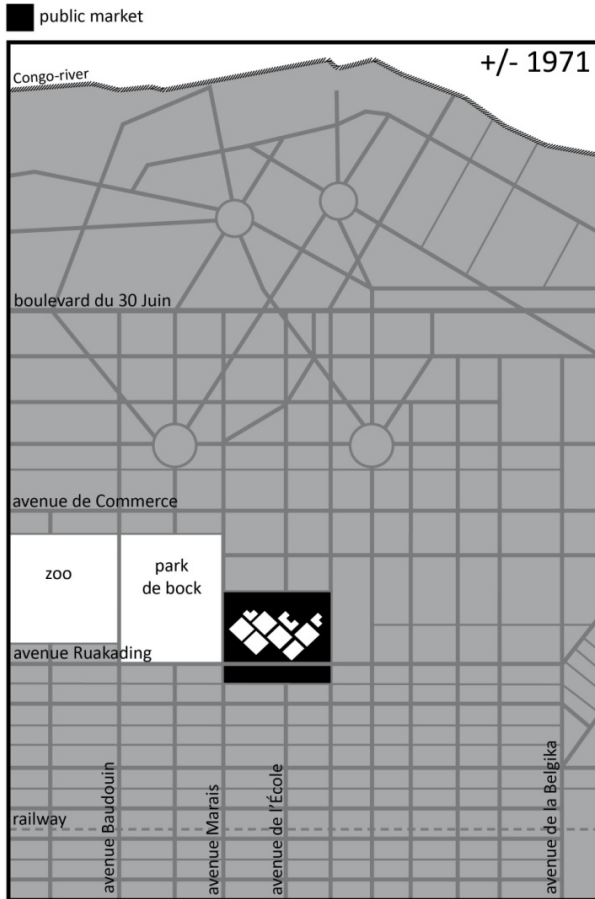 public market
+/- 1971
Congo-river
boulevard du 30 Juin
avenue de Commerce
zoo
park
de bock
avenue Ruakading
avenue Baudouin
avenue Marais
avenue de l'École
avenue de la Belgika
railway